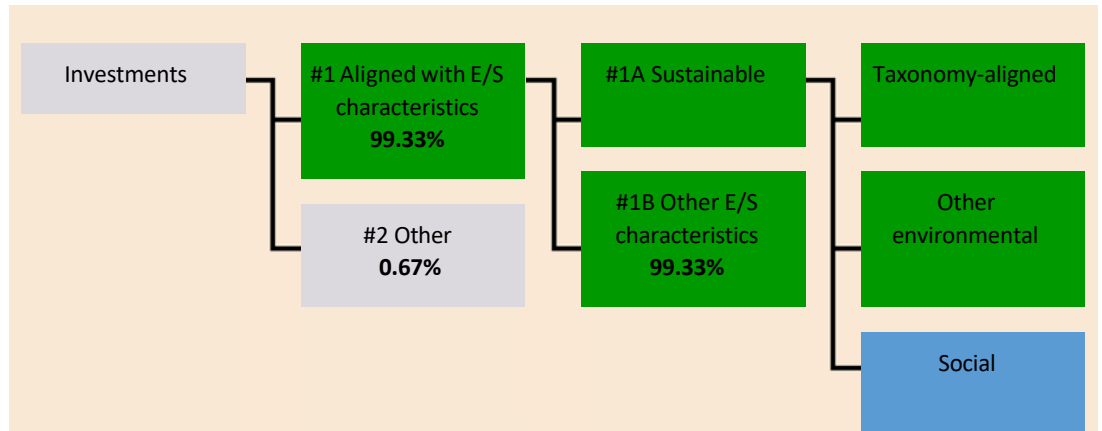 Investments
#1 Aligned with E/S
characteristics
99.33%
#2 Other
0.67%
#1A Sustainable
#1B Other E/S
characteristics
99.33%
Taxonomy-aligned
Other
environmental
Social